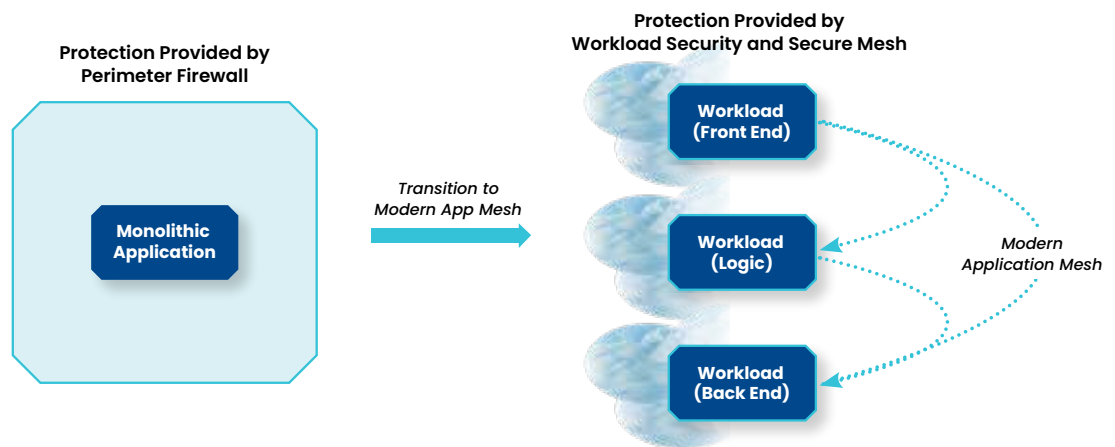 Protection Provided by
Perimeter Firewall
Monolithic
Application
Transition to
Modern App Mesh
Protection Provided by
Workload Security and Secure Mesh
Workload
(Front End)
Workload
(Logic)
Workload
(Back End)
Modern
Application Mesh